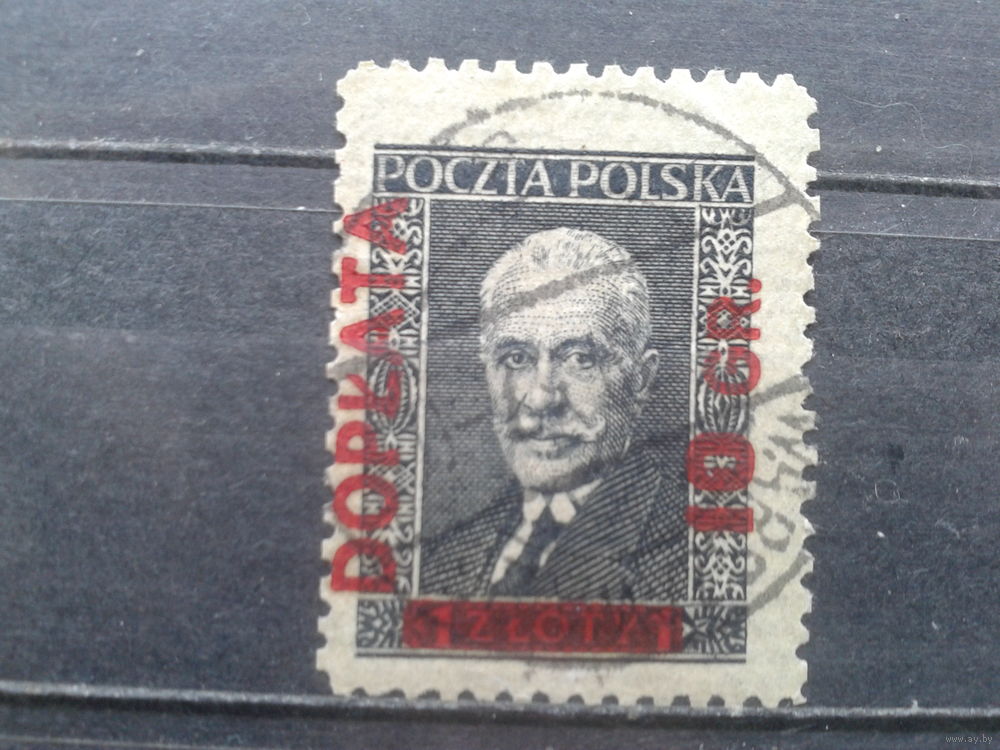 POCZTA POLSKA
DOPŁATA
10 GR.
1 ZŁOTY 1
www.ay.by